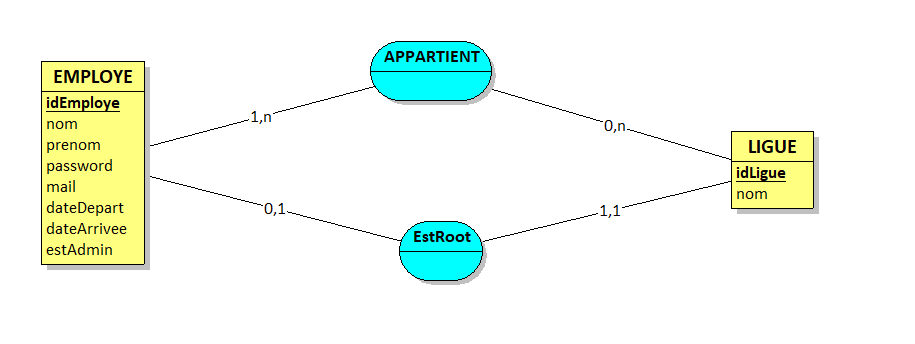 EMPLOYE
idEmploye
nom
prenom
password
mail
dateDepart
dateArrivee
estAdmin
1,n
0,1
APPARTIENT
EstRoot
0,n
1,1
LIGUE
idLigue
nom